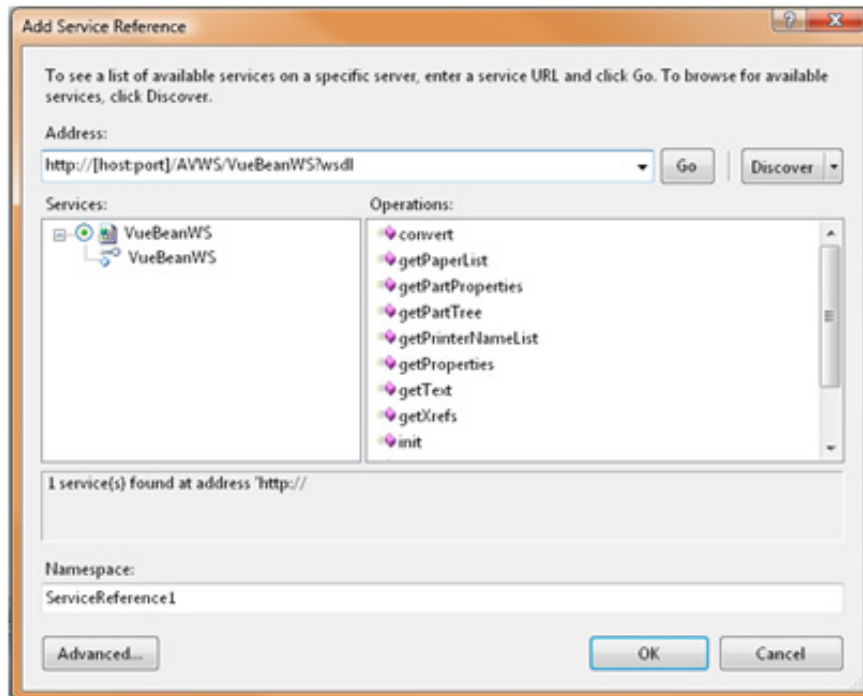 Add Service Reference
To see a list of available services on a specific server, enter a service URL and click Go. To browse for available
services, click Discover.
Address:
http://[host:port]/AVWS/VueBeanWS?wsdl
Go
Discover
Services:
VueBeanWS
VueBeanWS
Operations:
convert
getPaperList
getPartProperties
getPartTree
getPrinterNameList
getProperties
getText
getXrefs
init
1 service(s) found at address 'http://
Namespace:
ServiceReference1
Advanced...
OK
Cancel